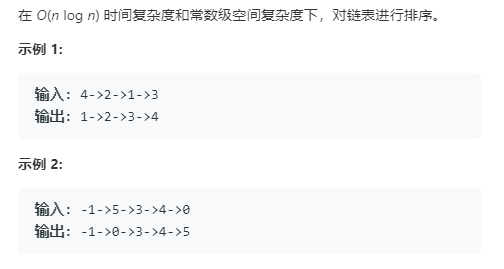 在 O(n log n) 时间复杂度和常数级空间复杂度下，对链表进行排序。
示例 1:
输入: 4->2->1->3
输出: 1->2->3->4
示例 2:
输入: -1->5->3->4->0
输出: -1->0->3->4->5